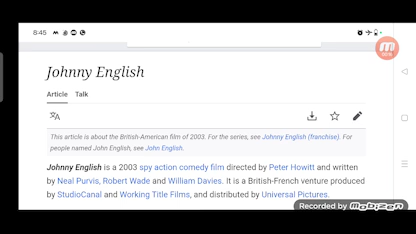 8:45
Johnny English
Article Talk
This article is about the British-American film of 2003. For the series, see Johnny English (franchise). For
people named John English, see John English.
Johnny English is a 2003 spy action comedy film directed by Peter Howitt and written
by Neal Purvis, Robert Wade and William Davies. It is a British-French venture produced
by StudioCanal and Working Title Films, and distributed by Universal Pictures.
Recorded by mobizen